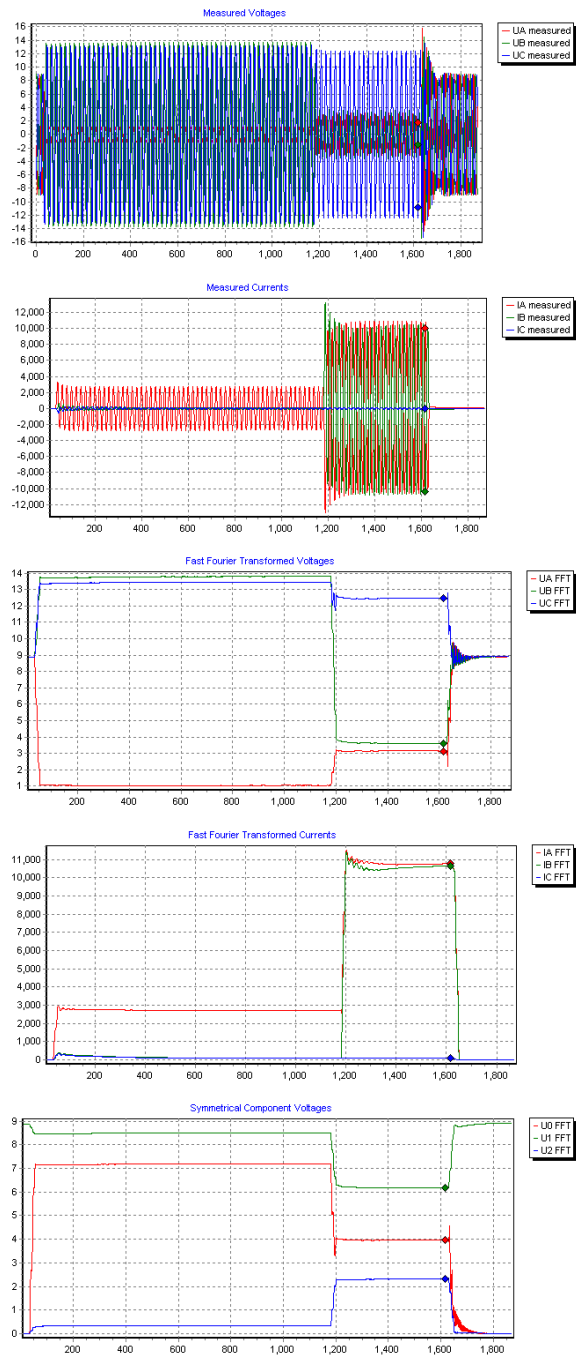 Measured Voltages
16
14
12
10
8
6
4
2
0
-2
-4
-6
-8
-10
-12
-14
-16
0 200 400 600 800 1,000 1,200 1,400 1,600 1,800
UA measured
UB measured
UC measured
Measured Currents
12,000
10,000
8,000
6,000
4,000
2,000
0
-2,000
-4,000
-6,000
-8,000
-10,000
-12,000
200 400 600 800 1,000 1,200 1,400 1,600 1,800
IA measured
IB measured
IC measured
Fast Fourier Transformed Voltages
14
13
12
11
10
9
8
7
6
5
4
3
2
1
200 400 600 800 1,000 1,200 1,400 1,600 1,800
UA FFT
UB FFT
UC FFT
Fast Fourier Transformed Currents
11,000
10,000
9,000
8,000
7,000
6,000
5,000
4,000
3,000
2,000
1,000
0
200 400 600 800 1,000 1,200 1,400 1,600 1,800
IA FFT
IB FFT
IC FFT
Symmetrical Component Voltages
9
8
7
6
5
4
3
2
1
0
200 400 600 800 1,000 1,200 1,400 1,600 1,800
U0 FFT
U1 FFT
U2 FFT